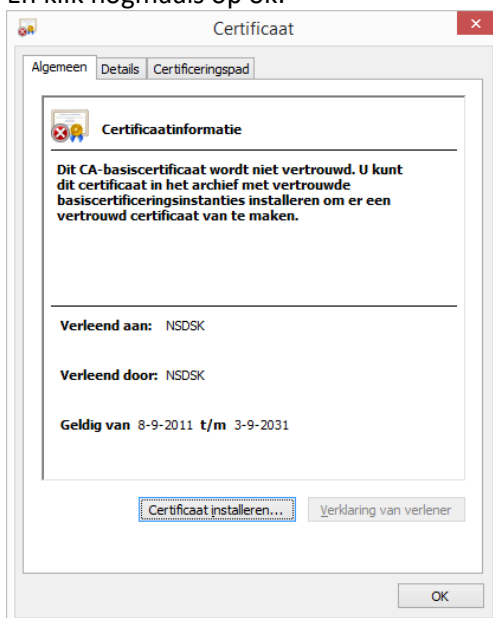 En klik nogmaals op ok.
Certificaat
Algemeen Details Certificeringspad
Certificaatinformatie
Dit CA-basiscertificaat wordt niet vertrouwd. U kunt
dit certificaat in het archief met vertrouwde
basiscertificeringsinstanties installeren om er een
vertrouwd certificaat van te maken.
Verleend aan: NSDSK
Verleend door: NSDSK
Geldig van 8-9-2011 t/m 3-9-2031
Certificaat installeren... Verklaring van verlener
OK